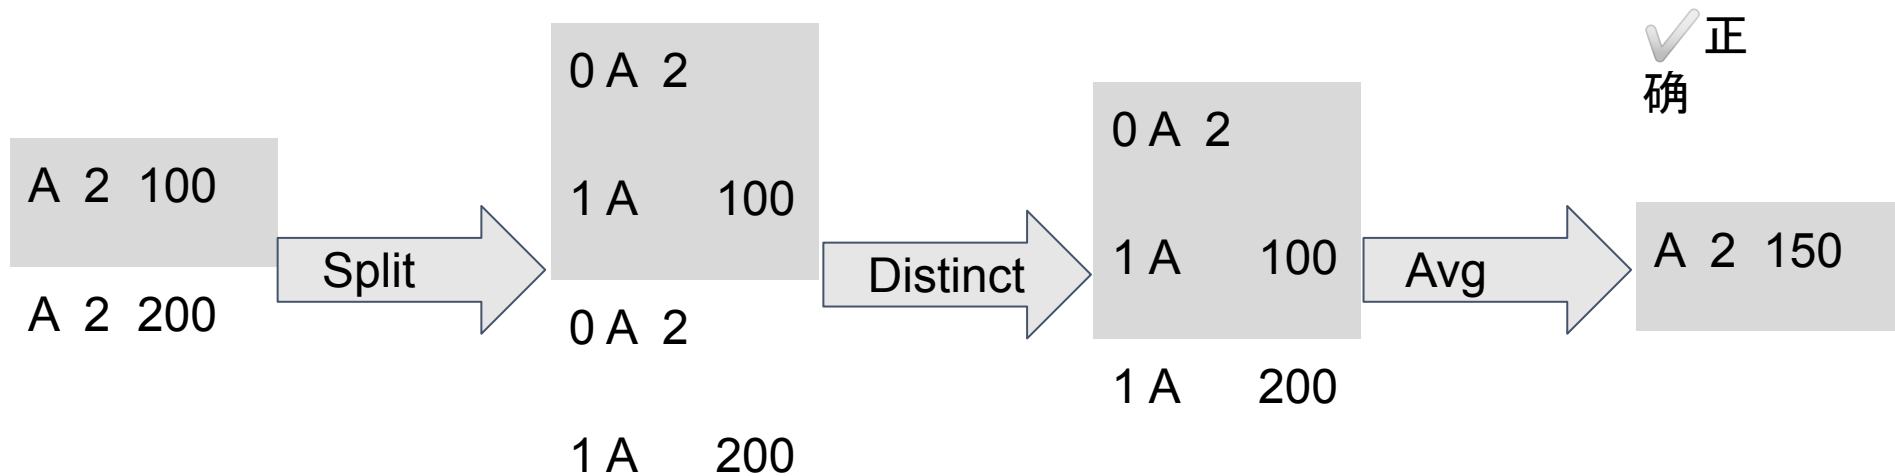 A 2 100
A 2 200
Split
0 A 2
1 A 100
0 A 2
1 A 200
Distinct
0 A 2
1 A 100
1 A 200
Avg
✔正
确
A 2 150